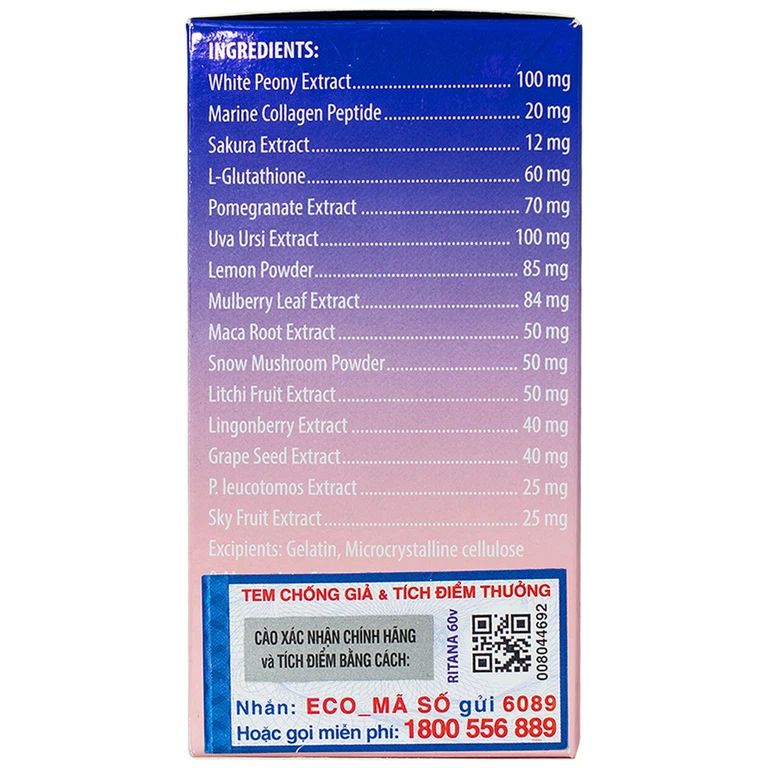 INGREDIENTS:
White Peony Extract................................ 100 mg
Marine Collagen Peptide............................ 20 mg
Sakura Extract............................................ 12 mg
L-Glutathione............................................. 60 mg
Pomegranate Extract ................................. 70 mg
Uva Ursi Extract........................................ 100 mg
Lemon Powder........................................... 85 mg
Mulberry Leaf Extract................................. 84 mg
Maca Root Extract...................................... 50 mg
Snow Mushroom Powder........................... 50 mg
Litchi Fruit Extract...................................... 50 mg
Lingonberry Extract ................................... 40 mg
Grape Seed Extract..................................... 40 mg
P. leucotomos Extract ................................. 25 mg
Sky Fruit Extract......................................... 25 mg
Excipients: Gelatin, Microcrystalline cellulose
TEM CHỐNG GIẢ & TÍCH ĐIỂM THƯỞNG
CÀO XÁC NHẬN CHÍNH HÃNG
và TÍCH ĐIỂM BẰNG CÁCH:
RITANA 60v
008044692
Nhắn: ECO_MÃ SỐ gửi 6089
Hoặc gọi miễn phí: 1800 556 889